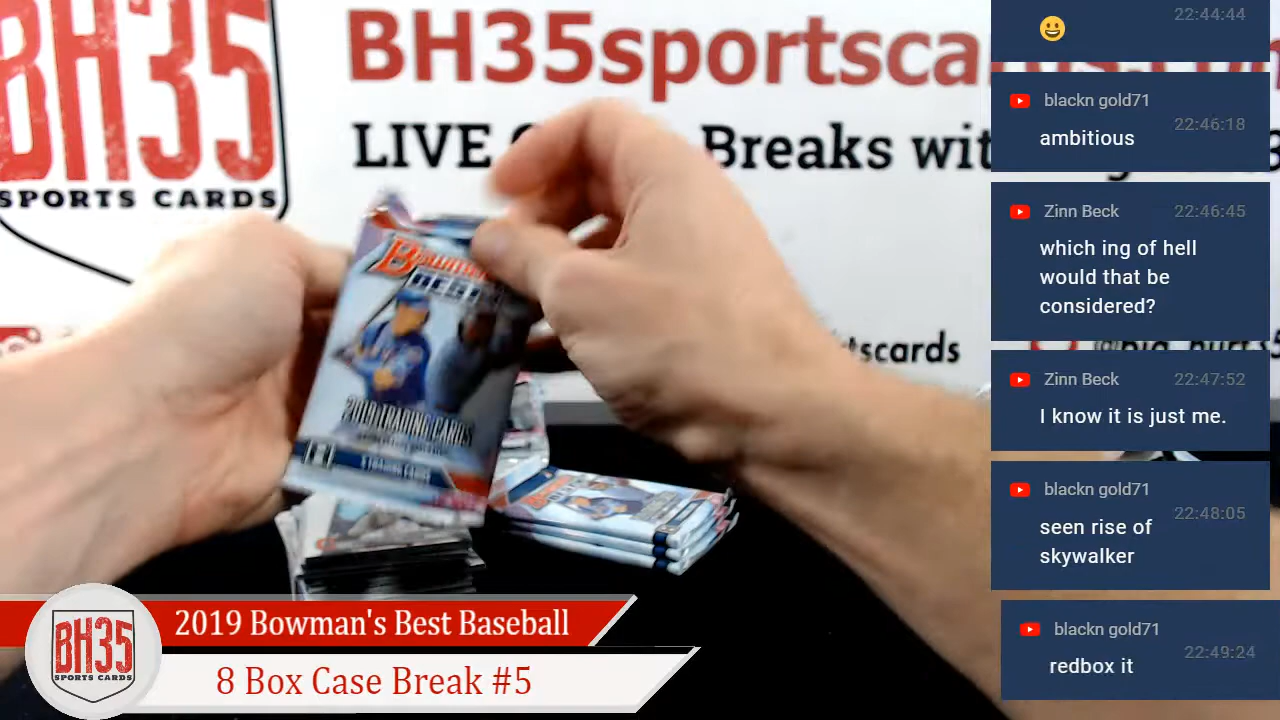 BH35
SPORTS CARDS
BH35sportscards.com
LIVE
Breaks with
BOWMAN'S
BEST
2019 TRADING CARDS
22:44:44
blackn gold71
22:46:18
ambitious
Zinn Beck
22:46:45
which ing of hell
would that be
considered?
Zinn Beck
22:47:52
I know it is just me.
blackn gold71
22:48:05
seen rise of
skywalker
blackn gold71
22:49:24
redbox it
BH35
SPORTS CARDS
2019 Bowman's Best Baseball
8 Box Case Break #5